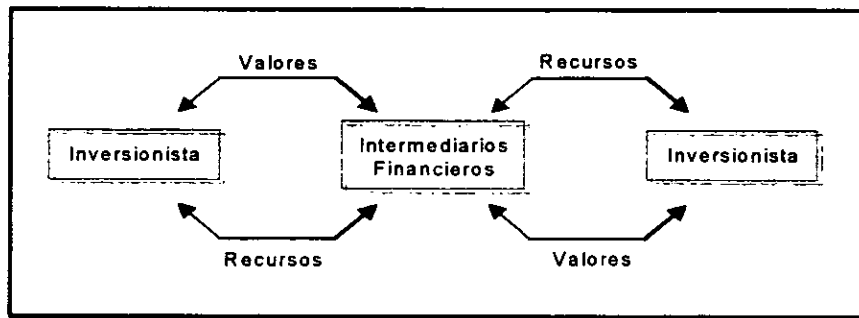 Valores
Recursos
Inversionista
Intermediarios
Financieros
Inversionista
Recursos
Valores